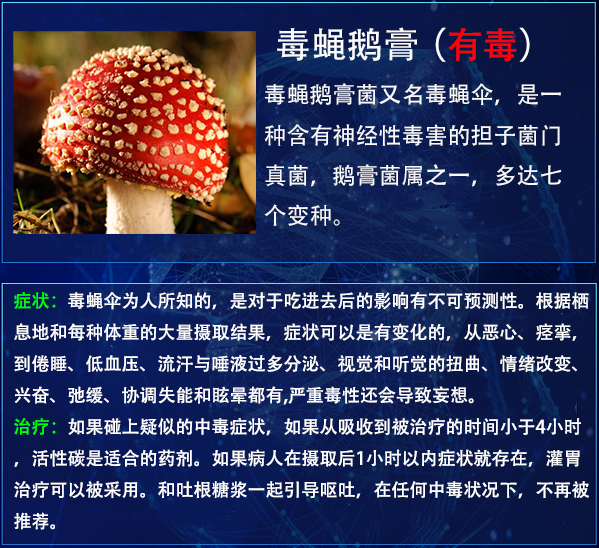 毒蝇鹅膏（有毒）
毒蝇鹅膏菌又名毒蝇伞，是一
种含有神经性毒害的担子菌门
真菌，鹅膏菌属之一，多达七
个变种。
症状：毒蝇伞为人所知的，是对于吃进去后的影响有不可预测性。根据栖
息地和每种体重的大量摄取结果，症状可以是有变化的，从恶心、痉挛，
到倦睡、低血压、流汗与唾液过多分泌、视觉和听觉的扭曲、情绪改变、
兴奋、弛缓、协调失能和眩晕都有,严重毒性还会导致妄想。
治疗：如果碰上疑似的中毒症状，如果从吸收到被治疗的时间小于4小时
，活性碳是适合的药剂。如果病人在摄取后1小时以内症状就存在，灌胃
治疗可以被采用。和吐根糖浆一起引导呕吐，在任何中毒状况下，不再被
推荐。